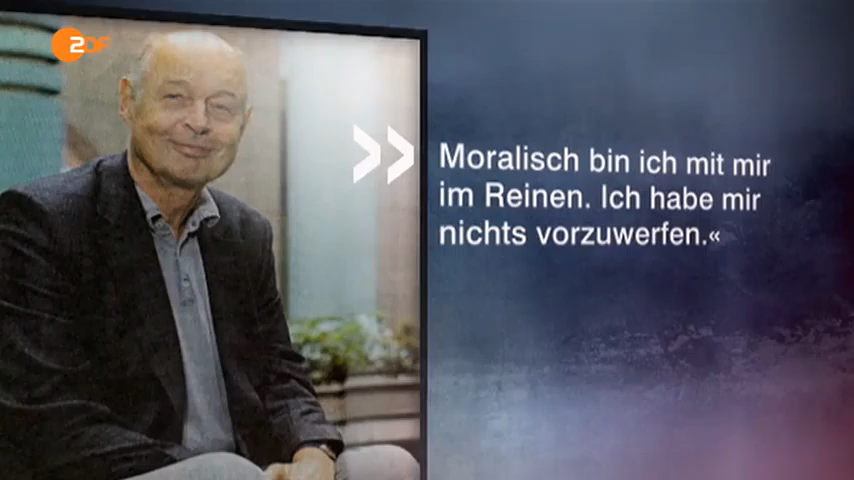 2DF
»
Moralisch bin ich mit mir
im Reinen. Ich habe mir
nichts vorzuwerfen.«